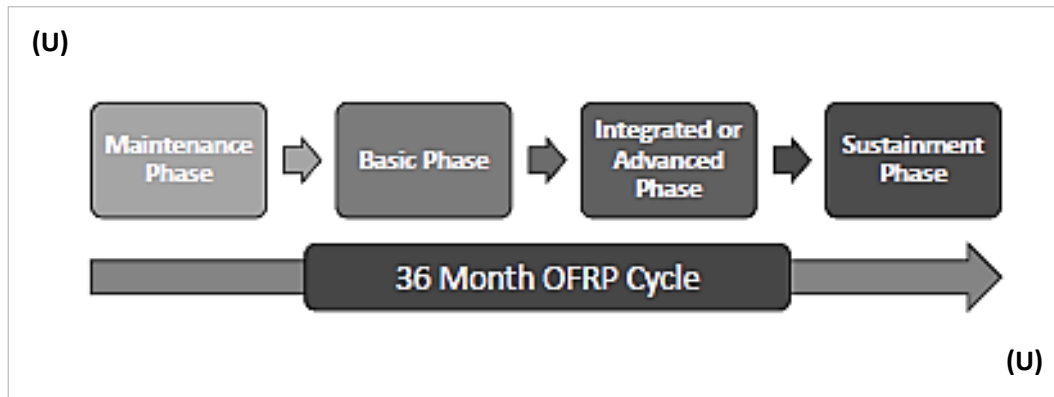 (U)
Maintenance
Phase
Basic Phase
Integrated or
Advanced
Phase
Sustainment
Phase
36 Month OFRP Cycle
(U)